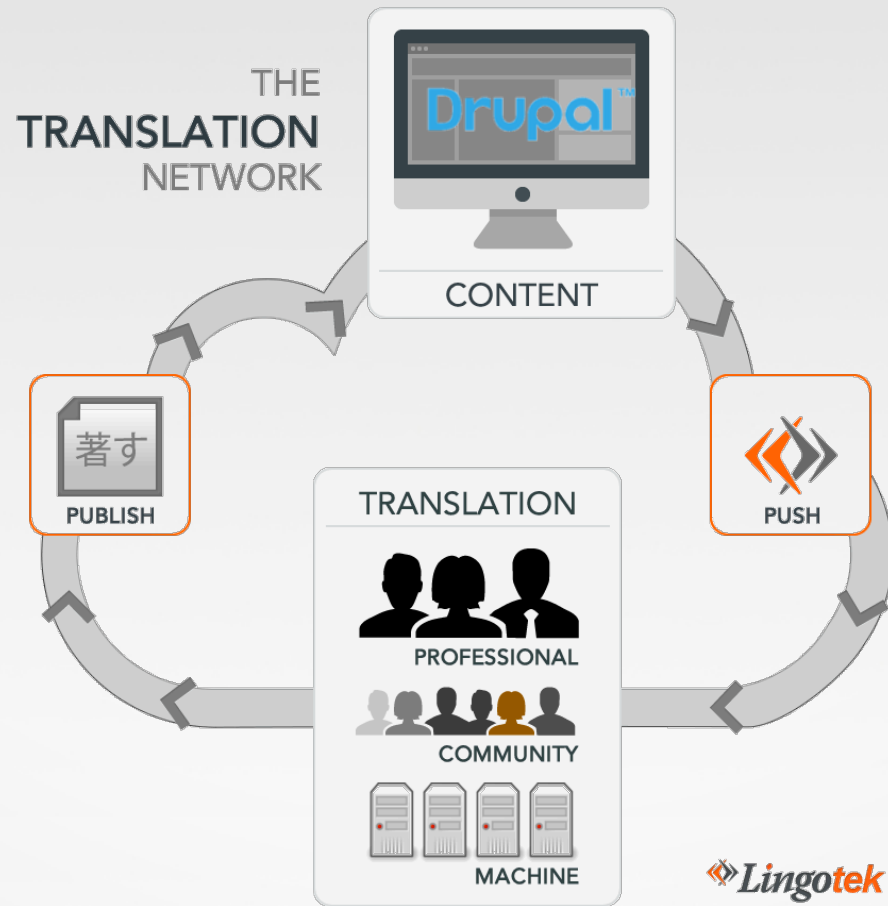 THE
TRANSLATION
NETWORK
Drupal™
CONTENT
著す
PUBLISH
PUSH
TRANSLATION
PROFESSIONAL
COMMUNITY
MACHINE
Lingotek